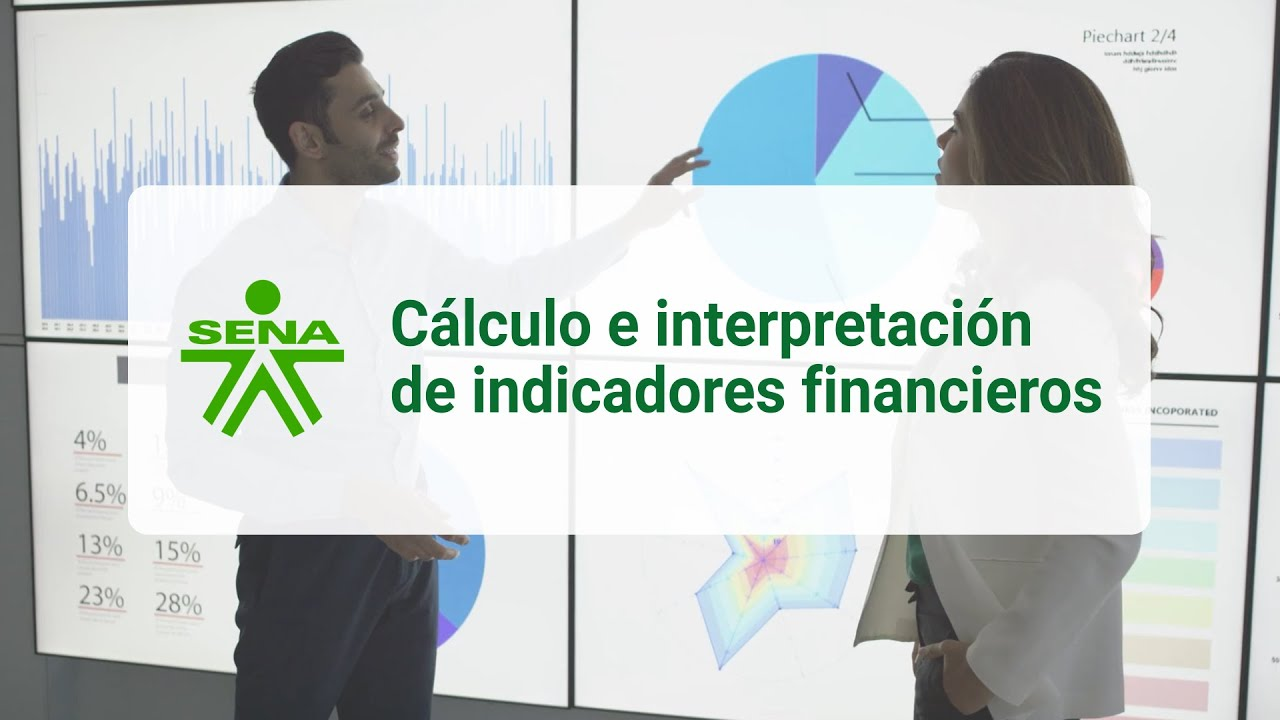 Piechart 2/4
SENA
Cálculo e interpretación
de indicadores financieros
INCOPORATED
4%
6.5%
9%
13%
15%
23%
28%